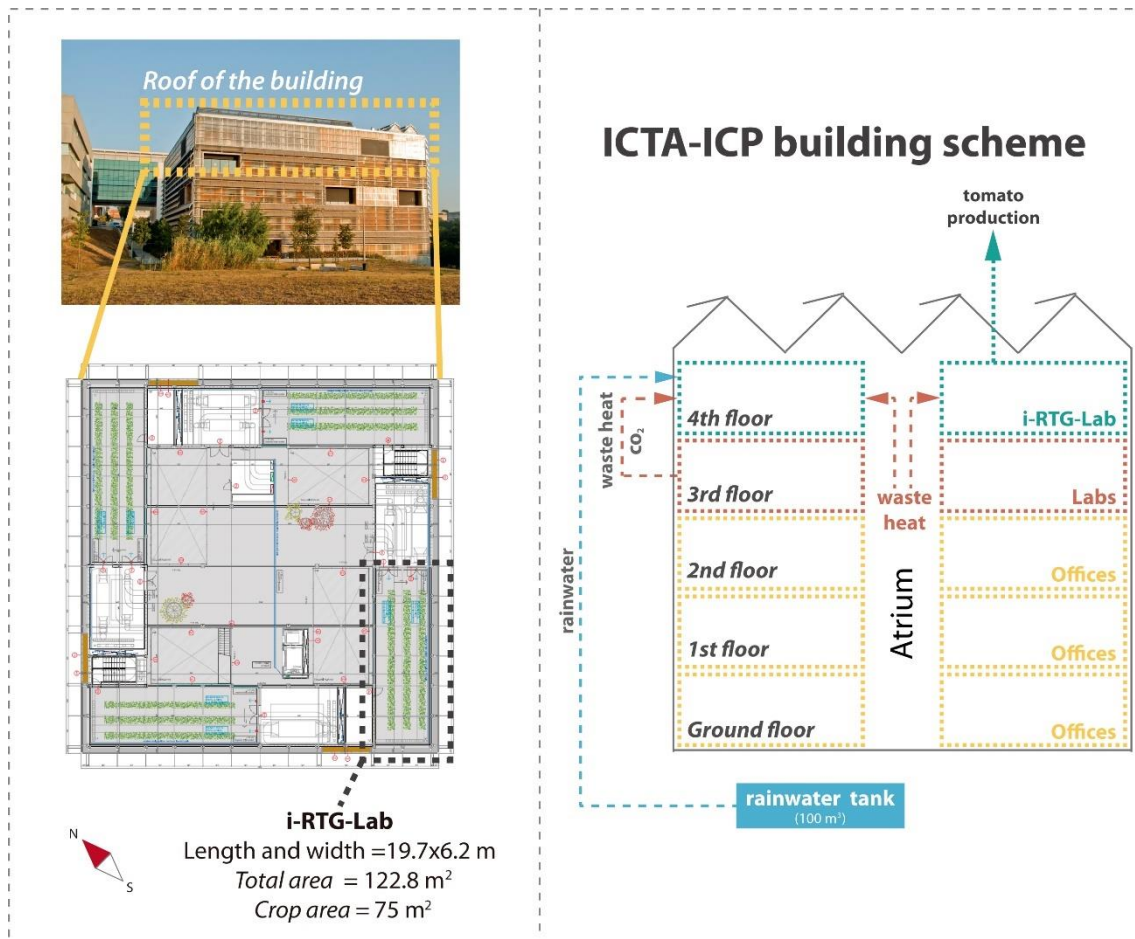 Roof of the building
i-RTG-Lab
Length and width =19.7x6.2 m
Total area = 122.8 m²
Crop area = 75 m²
N
S
ICTA-ICP building scheme
tomato
production
4th floor
i-RTG-Lab
waste heat
CO₂
3rd floor
Labs
waste
heat
rainwater
2nd floor
Offices
Atrium
1st floor
Offices
Ground floor
Offices
rainwater tank
(100 m³)